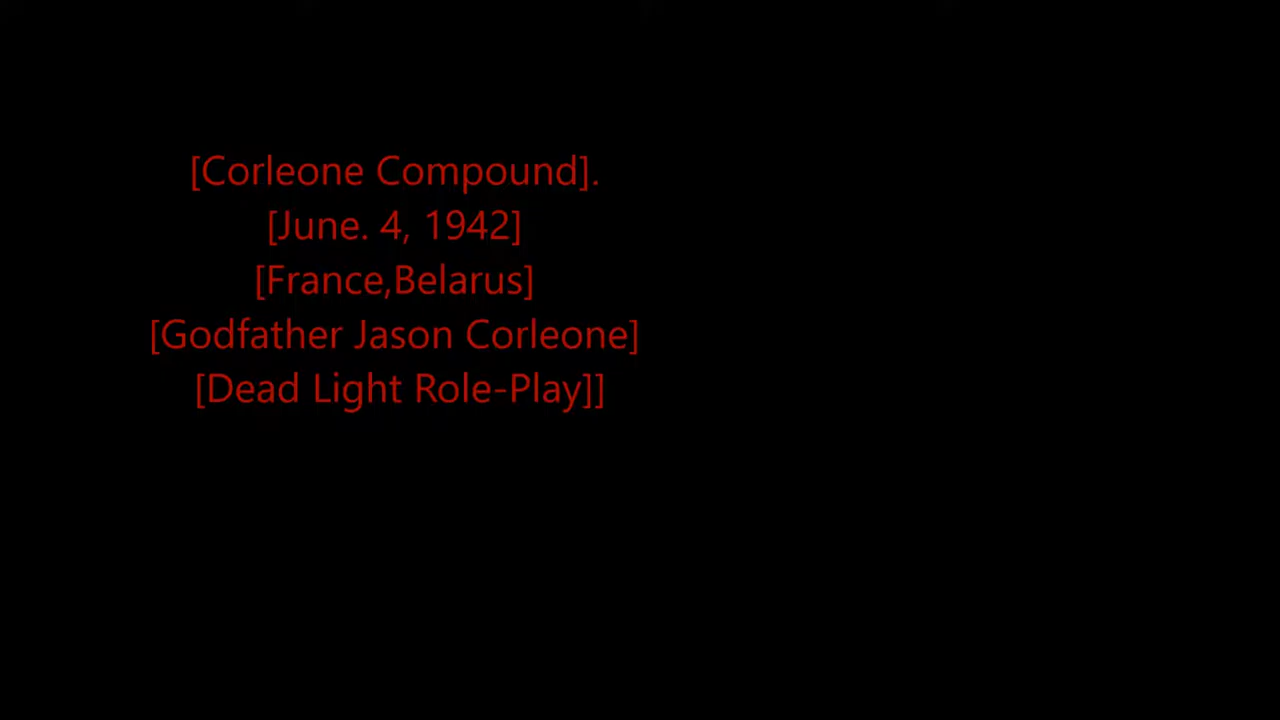 [Corleone Compound].
[June. 4, 1942]
[France,Belarus]
[Godfather Jason Corleone]
[Dead Light Role-Play]]